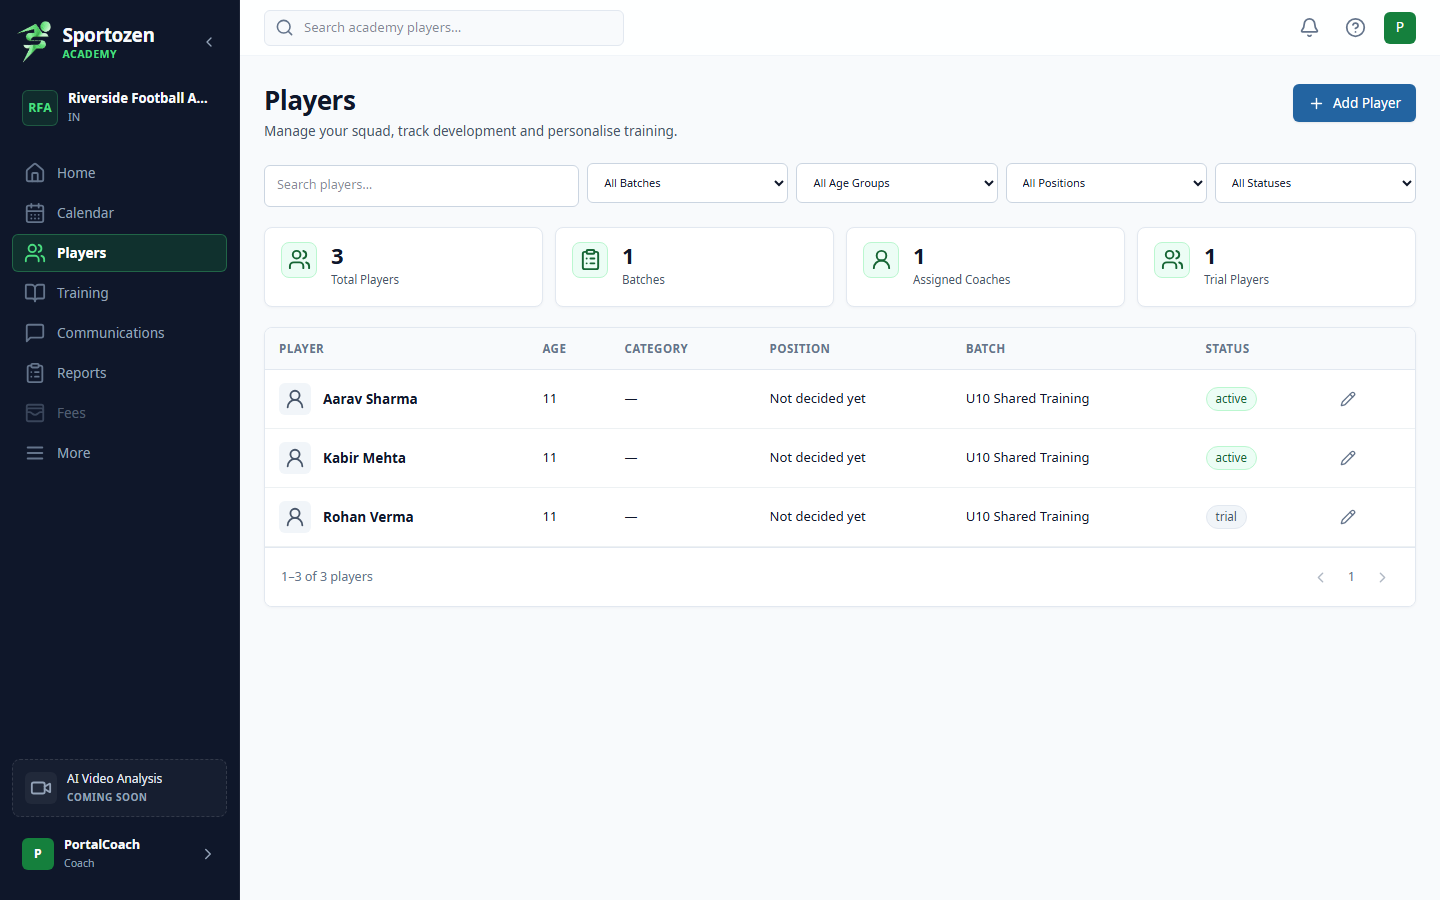 Sportozen
ACADEMY
RFA
Riverside Football A...
IN
Home
Calendar
Players
Training
Communications
Reports
Fees
More
AI Video Analysis
COMING SOON
P
PortalCoach
Coach
Search academy players...
P
Players
Manage your squad, track development and personalise training.
Add Player
Search players...
All Batches
All Age Groups
All Positions
All Statuses
3
Total Players
1
Batches
1
Assigned Coaches
1
Trial Players
PLAYER AGE CATEGORY POSITION BATCH STATUS
Aarav Sharma 11 — Not decided yet U10 Shared Training active
Kabir Mehta 11 — Not decided yet U10 Shared Training active
Rohan Verma 11 — Not decided yet U10 Shared Training trial
1–3 of 3 players
1